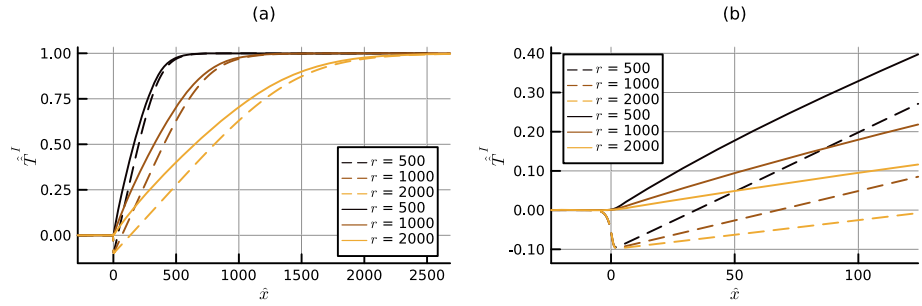 (a)
1.00
0.75
0.50
0.25
0.00
T̂ᴵ
r = 500
r = 1000
r = 2000
r = 500
r = 1000
r = 2000
0
500
1000
1500
2000
2500
x̂
(b)
0.40
0.30
0.20
0.10
0.00
-0.10
T̂ᴵ
r = 500
r = 1000
r = 2000
r = 500
r = 1000
r = 2000
0
50
100
x̂